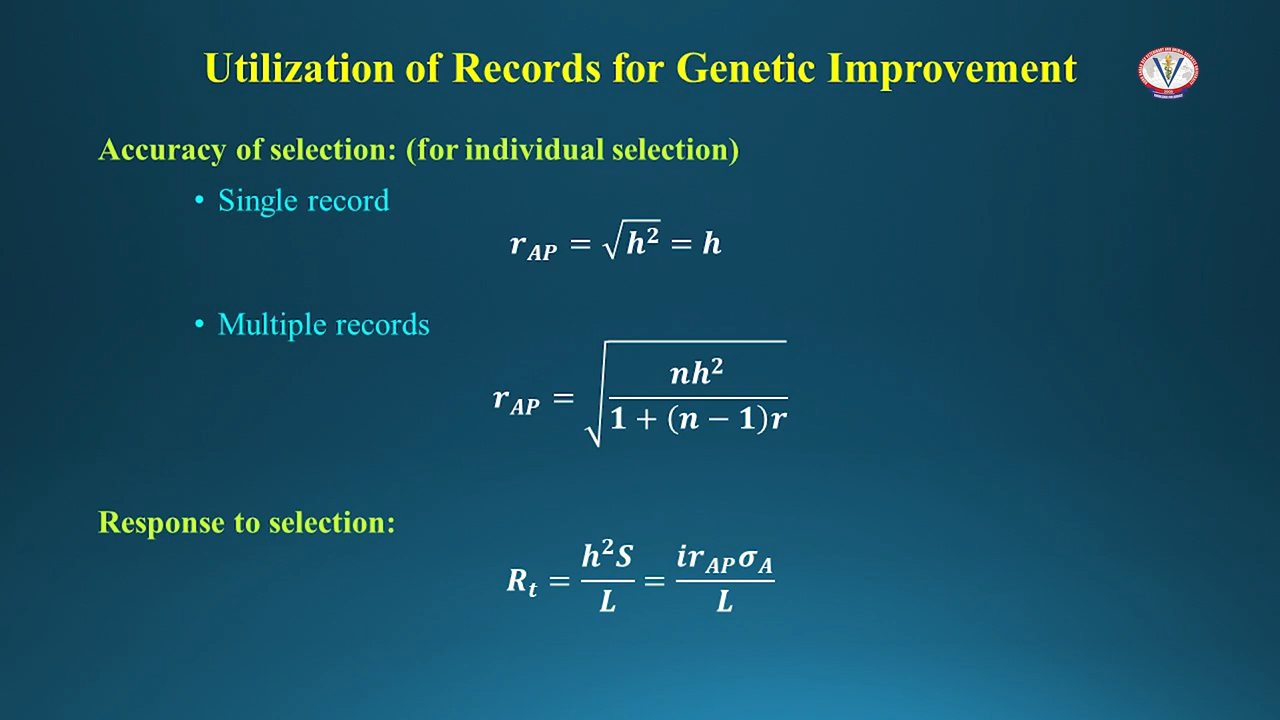 Utilization of Records for Genetic Improvement
Accuracy of selection: (for individual selection)
• Single record
r_AP = √h² = h
• Multiple records
r_AP = √(nh² / (1 + (n − 1)r))
Response to selection:
R_t = h²S / L = i r_AP σ_A / L